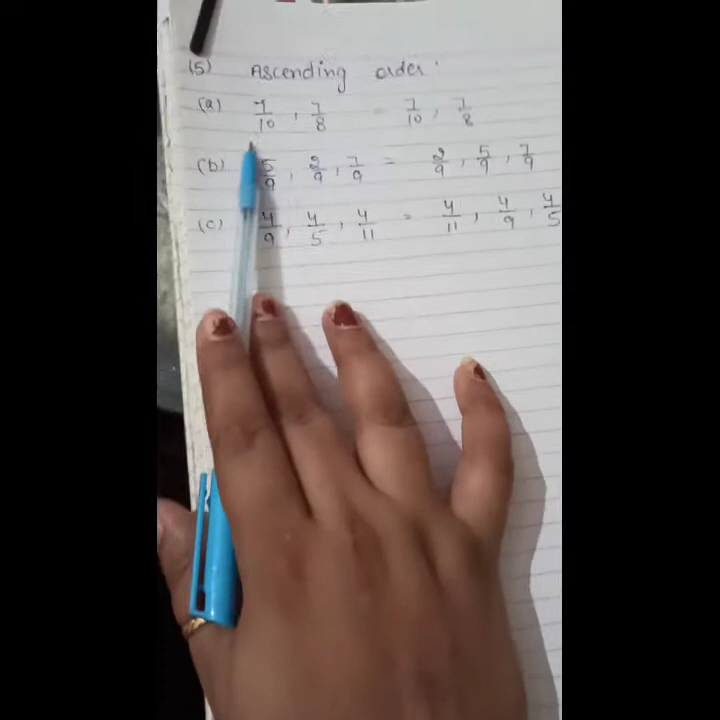 (5) Ascending order
(a) 7/10, 7/8 = 7/10, 7/8
(b) 5/9, 2/9, 7/9 = 2/9, 5/9, 7/9
(c) 4/9, 4/5, 4/11 = 4/11, 4/9, 4/5